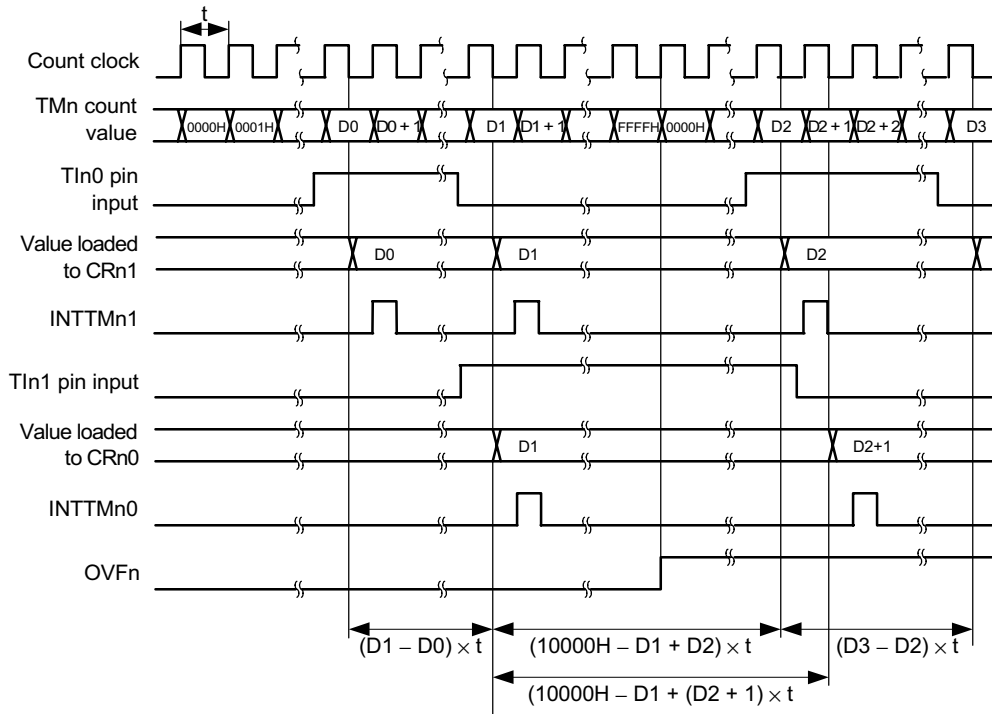 t
Count clock
TMn count
value
0000H 0001H D0 D0 + 1 D1 D1 + 1 FFFFH 0000H D2 D2 + 1 D2 + 2 D3
TIn0 pin
input
Value loaded
to CRn1
D0 D1 D2
INTTMn1
TIn1 pin input
Value loaded
to CRn0
D1 D2+1
INTTMn0
OVFn
(D1 – D0) × t (10000H – D1 + D2) × t (D3 – D2) × t
(10000H – D1 + (D2 + 1) × t